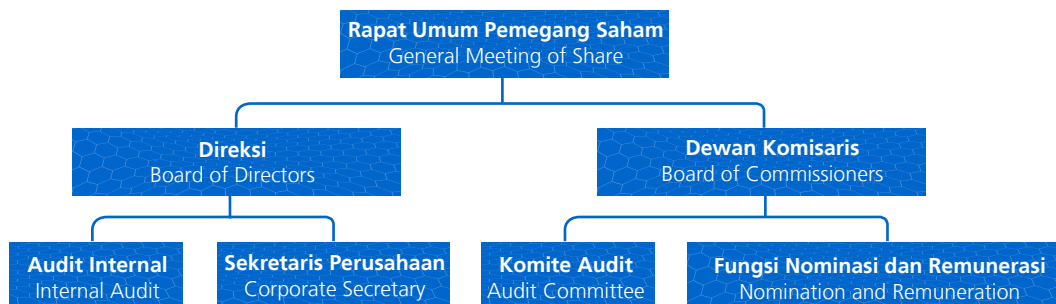 Rapat Umum Pemegang Saham
General Meeting of Share
Direksi
Board of Directors
Dewan Komisaris
Board of Commissioners
Audit Internal
Internal Audit
Sekretaris Perusahaan
Corporate Secretary
Komite Audit
Audit Committee
Fungsi Nominasi dan Remunerasi
Nomination and Remuneration